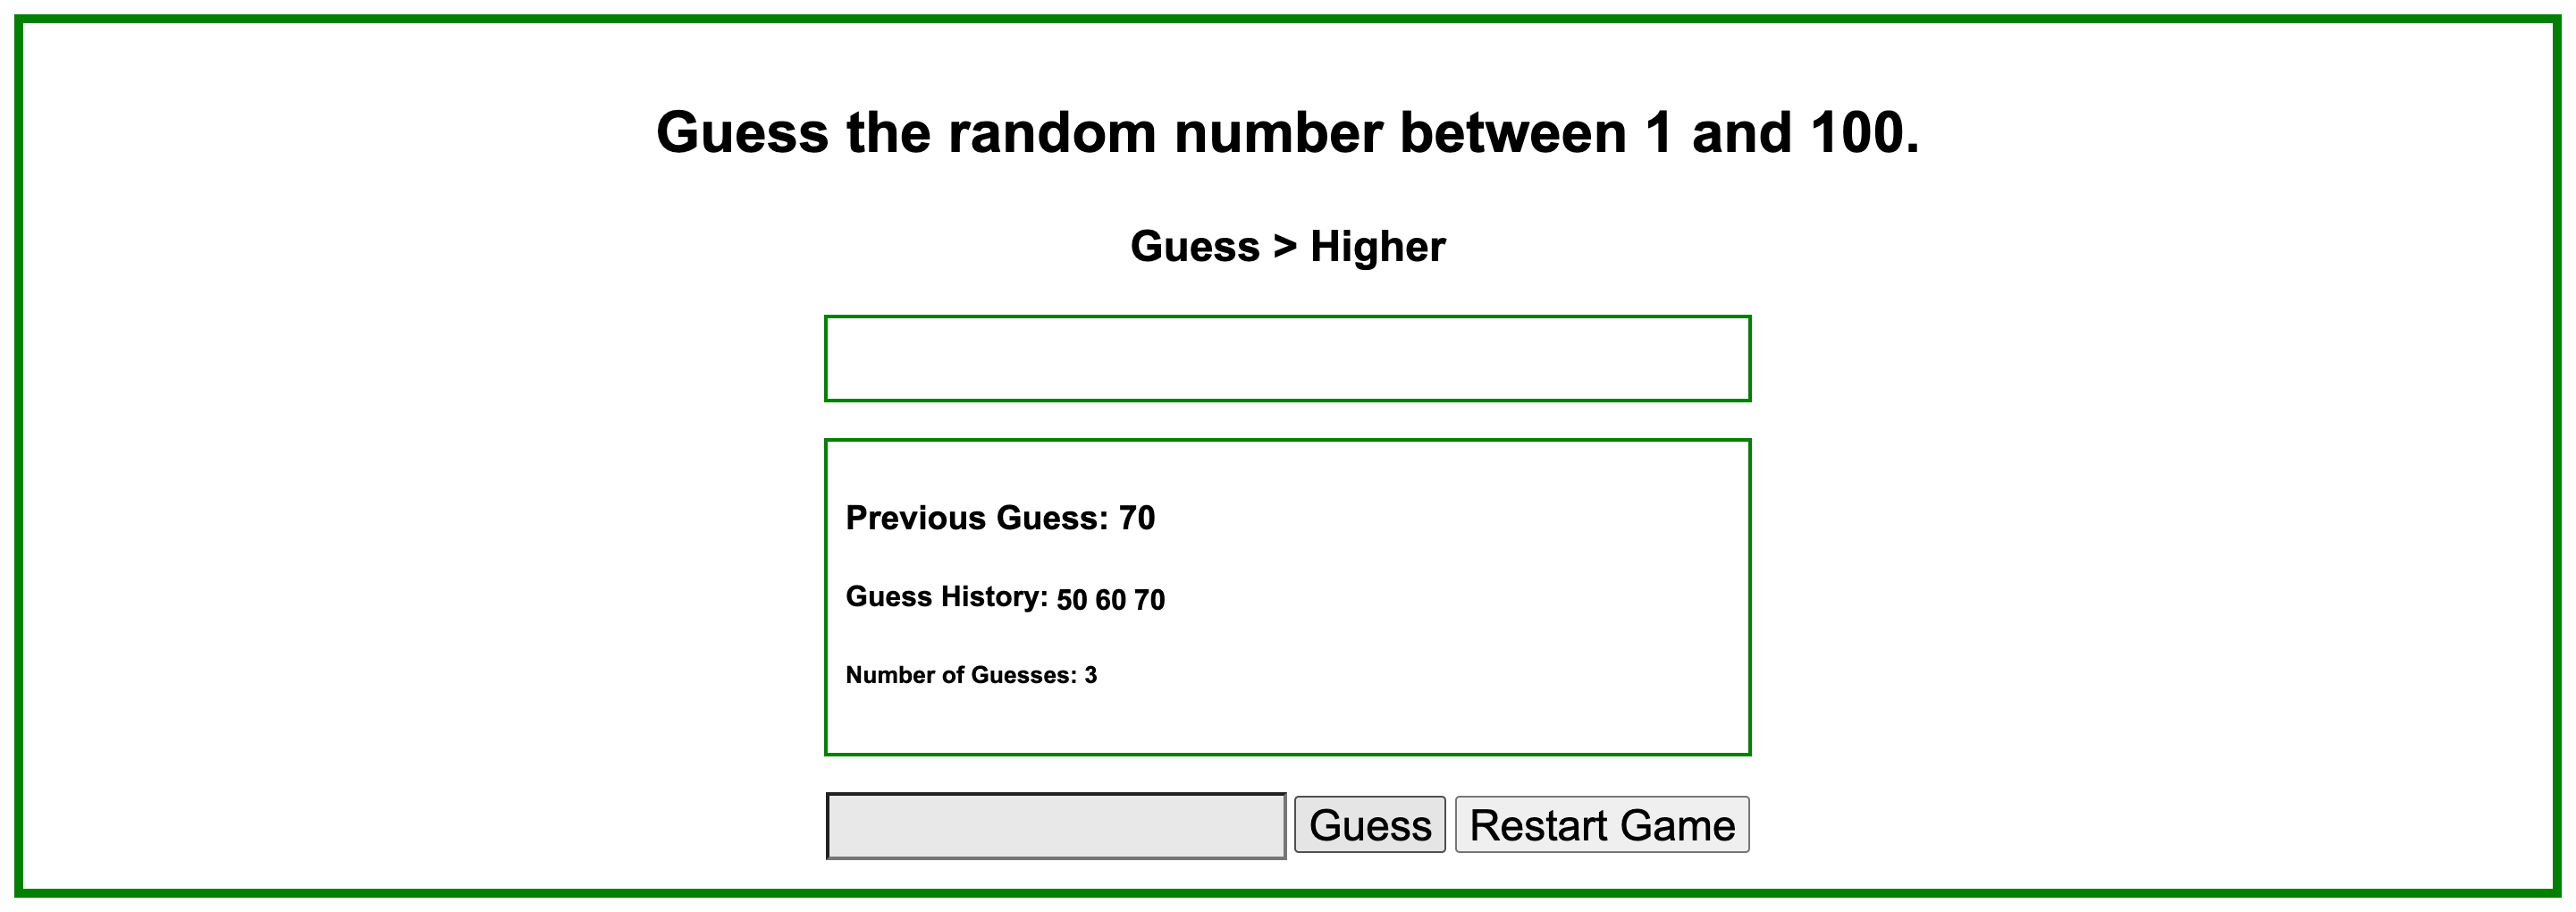 Guess the random number between 1 and 100.
Guess > Higher
Previous Guess: 70
Guess History: 50 60 70
Number of Guesses: 3
Guess Restart Game